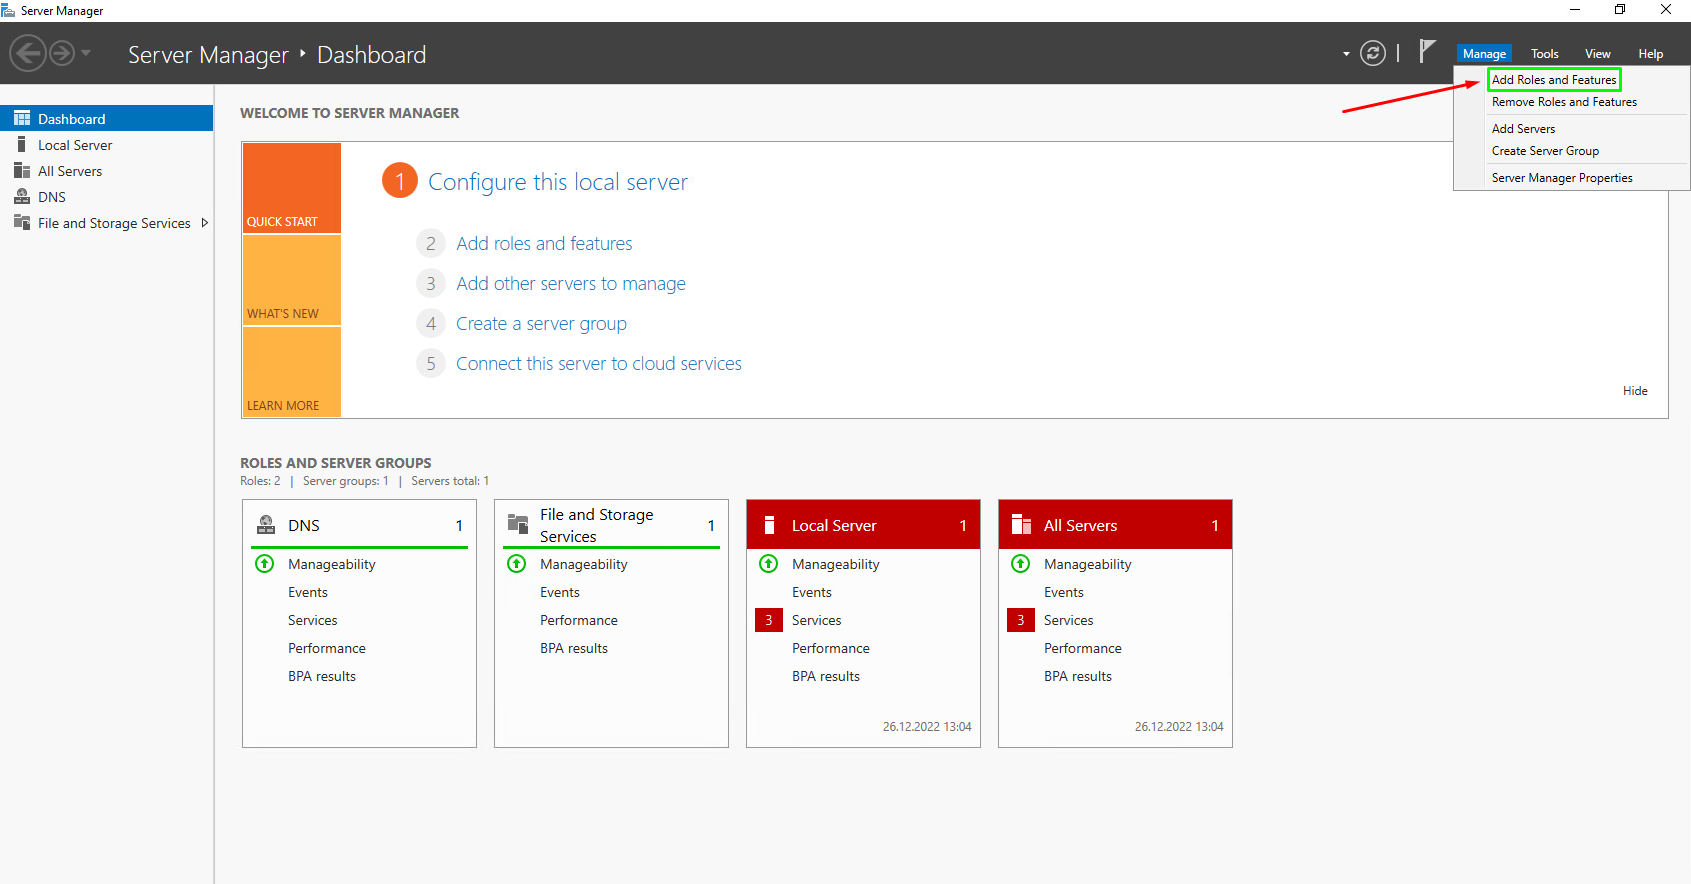 Server Manager
Server Manager
Dashboard
Manage
Tools
View
Help
Add Roles and Features
Remove Roles and Features
Add Servers
Create Server Group
Server Manager Properties
Dashboard
Local Server
All Servers
DNS
File and Storage Services
WELCOME TO SERVER MANAGER
QUICK START
WHAT'S NEW
LEARN MORE
1 Configure this local server
2 Add roles and features
3 Add other servers to manage
4 Create a server group
5 Connect this server to cloud services
Hide
ROLES AND SERVER GROUPS
Roles: 2 | Server groups: 1 | Servers total: 1
DNS 1
Manageability
Events
Services
Performance
BPA results
File and Storage
Services 1
Manageability
Events
Performance
BPA results
Local Server 1
Manageability
Events
3 Services
Performance
BPA results
26.12.2022 13:04
All Servers 1
Manageability
Events
3 Services
Performance
BPA results
26.12.2022 13:04